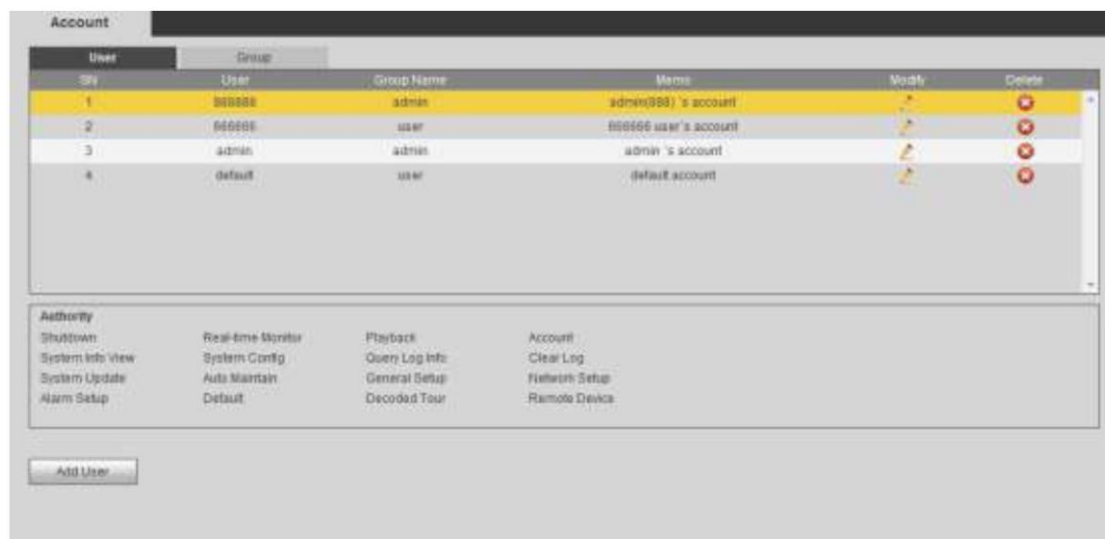 Account
User Group
SN User Group Name Memo Modify Delete
1 888888 admin admin(888) 's account
2 666666 user 666666 user's account
3 admin admin admin 's account
4 default user default account
Authority
Shutdown Real-time Monitor Playback Account
System Info View System Config Query Log Info Clear Log
System Update Auto Maintain General Setup Network Setup
Alarm Setup Default Decoded Tour Remote Device
Add User